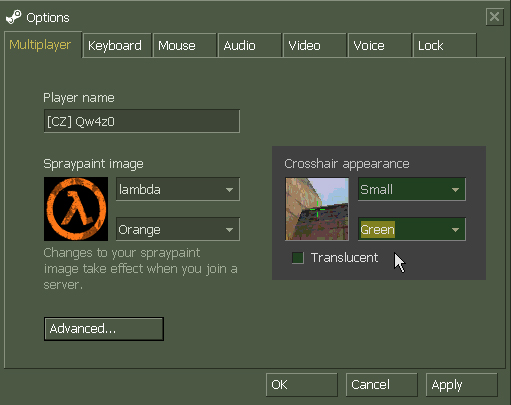 Options
Multiplayer Keyboard Mouse Audio Video Voice Lock
Player name
[CZ] Qw4z0
Spraypaint image
lambda
Orange
Changes to your spraypaint
image take effect when you join a
server.
Crosshair appearance
Small
Green
Translucent
Advanced...
OK Cancel Apply